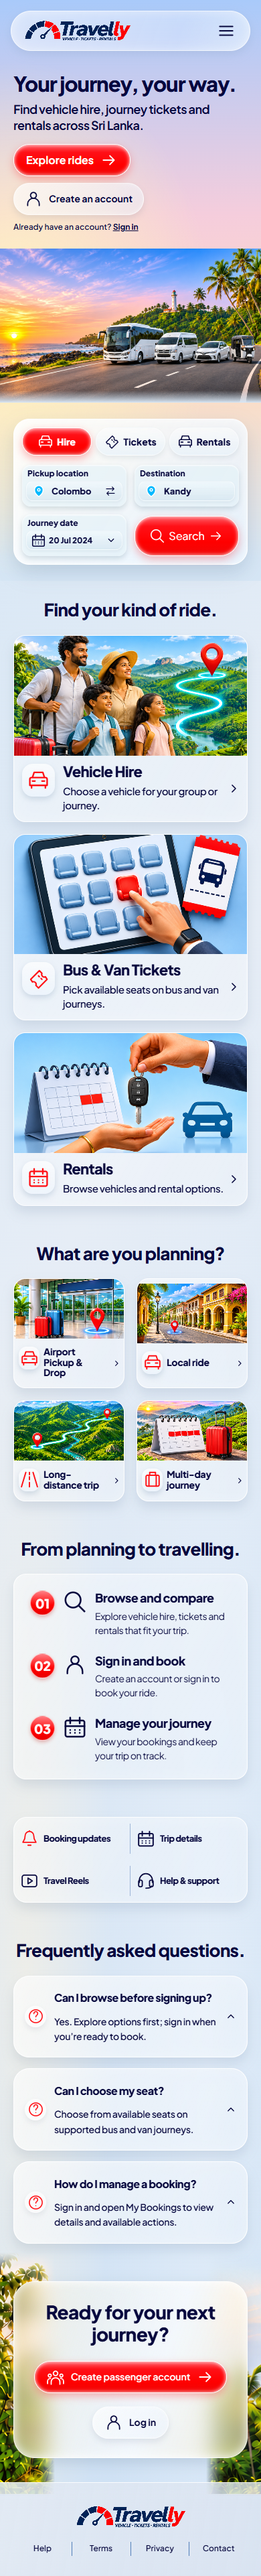 Travelly
VEHICLE • TICKETS • RENTALS
Your journey, your way.
Find vehicle hire, journey tickets and
rentals across Sri Lanka.
Explore rides
Create an account
Already have an account? Sign in
Hire
Tickets
Rentals
Pickup location
Destination
Colombo
Kandy
Journey date
20 Jul 2024
Search
Find your kind of ride.
Vehicle Hire
Choose a vehicle for your group or
journey.
Bus & Van Tickets
Pick available seats on bus and van
journeys.
Rentals
Browse vehicles and rental options.
What are you planning?
Airport
Pickup &
Drop
Local ride
Long-
distance trip
Multi-day
journey
From planning to travelling.
01
Browse and compare
Explore vehicle hire, tickets and
rentals that fit your trip.
02
Sign in and book
Create an account or sign in to
book your ride.
03
Manage your journey
View your bookings and keep
your trip on track.
Booking updates
Trip details
Travel Reels
Help & support
Frequently asked questions.
Can I browse before signing up?
Yes. Explore options first; sign in when
you're ready to book.
Can I choose my seat?
Choose from available seats on
supported bus and van journeys.
How do I manage a booking?
Sign in and open My Bookings to view
details and available actions.
Ready for your next
journey?
Create passenger account
Log in
Travelly
VEHICLE • TICKETS • RENTALS
Help
Terms
Privacy
Contact